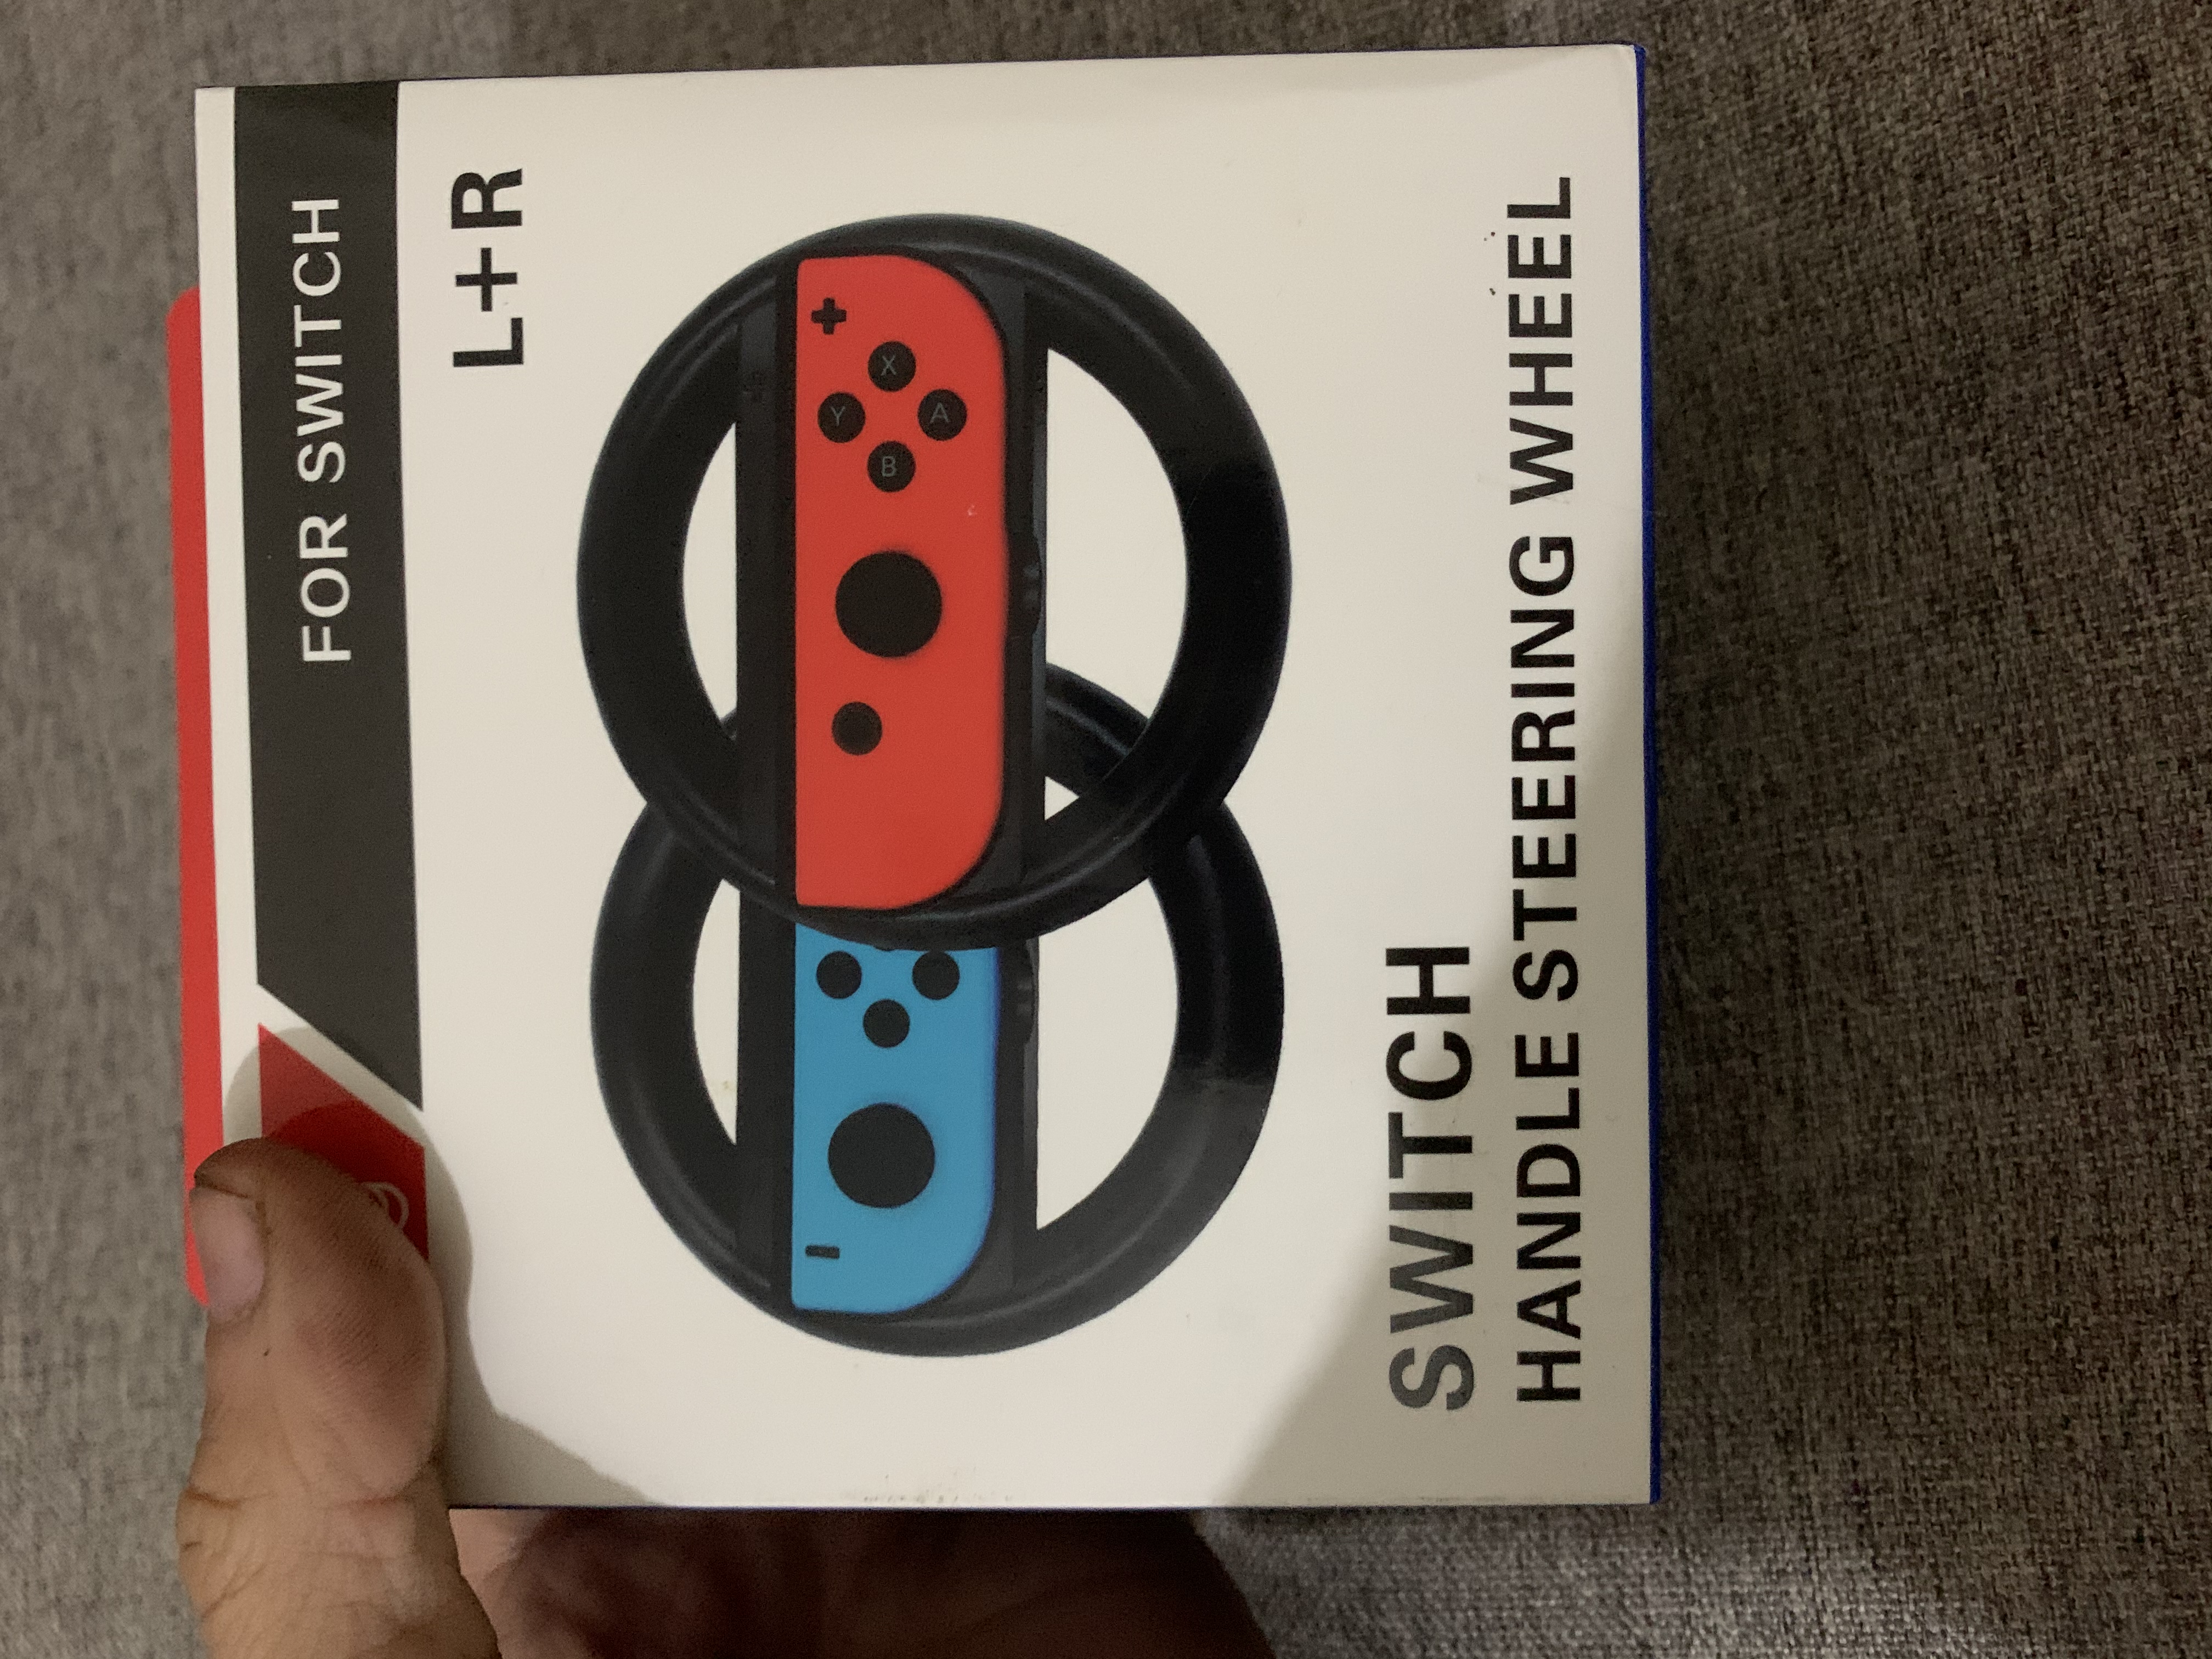 FOR SWITCH
L+R
+
X
Y A
B
SWITCH
HANDLE STEERING WHEEL